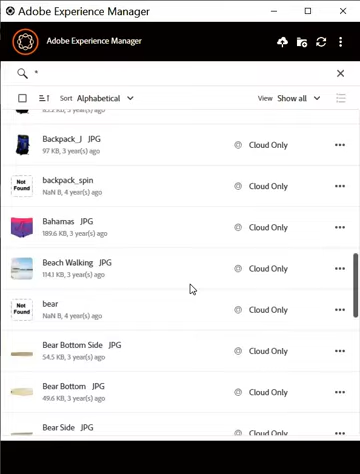 Adobe Experience Manager
Adobe Experience Manager
*
Sort Alphabetical View Show all
Backpack_J JPG
97 KB, 3 year(s) ago
Cloud Only
Not Found
backpack_spin
NaN B, 4 year(s) ago
Cloud Only
Bahamas JPG
189.6 KB, 3 year(s) ago
Cloud Only
Beach Walking JPG
114.1 KB, 3 year(s) ago
Cloud Only
Not Found
bear
NaN B, 4 year(s) ago
Cloud Only
Bear Bottom Side JPG
54.5 KB, 3 year(s) ago
Cloud Only
Bear Bottom JPG
49.6 KB, 3 year(s) ago
Cloud Only
Bear Side JPG
Cloud Only